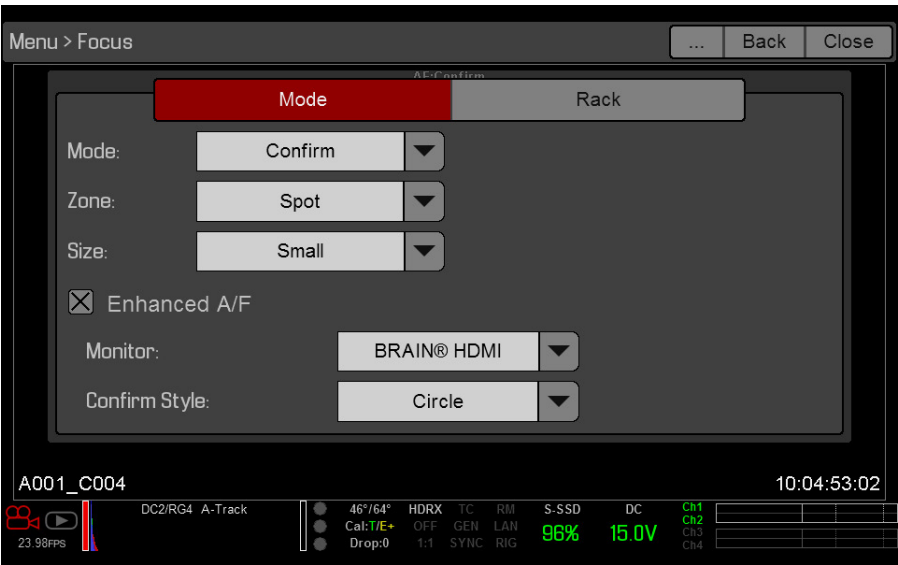 Menu > Focus ... Back Close
AF:Confirm
Mode Rack
Mode: Confirm
Zone: Spot
Size: Small
Enhanced A/F
Monitor: BRAIN® HDMI
Confirm Style: Circle
A001_C004 10:04:53:02
DC2/RG4 A-Track 46°/64° HDRX TC RM S-SSD DC Ch1
Cal:T/E+ OFF GEN LAN 96% 15.0V Ch2
23.98FPS Drop:0 1:1 SYNC RIG Ch3
Ch4